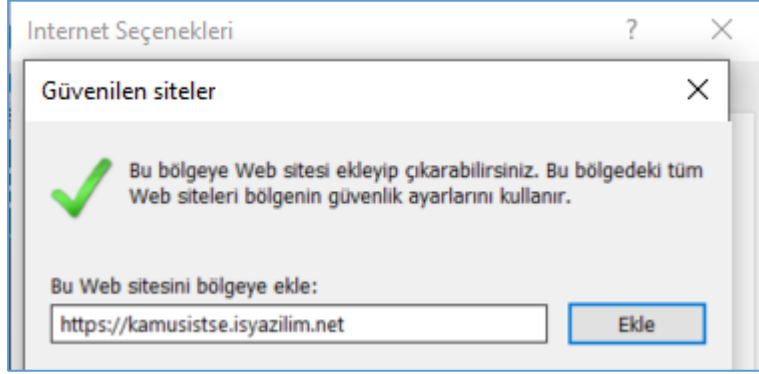 Internet Seçenekleri
Güvenilen siteler
Bu bölgeye Web sitesi ekleyip çıkarabilirsiniz. Bu bölgedeki tüm
Web siteleri bölgenin güvenlik ayarlarını kullanır.
Bu Web sitesini bölgeye ekle:
https://kamusistse.isyazilim.net
Ekle